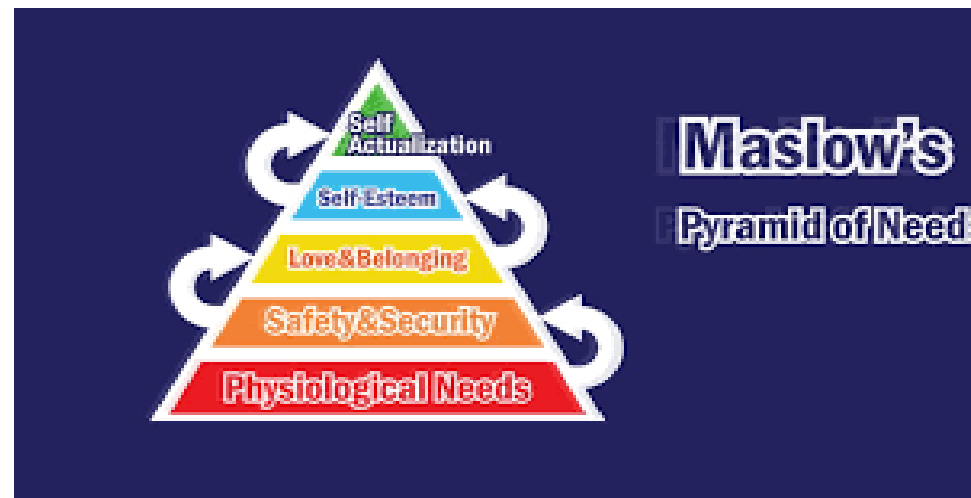 Self
Actualization
Self-Esteem
Love&Belonging
Safety&Security
Physiological Needs
Maslow's
Pyramid of Need